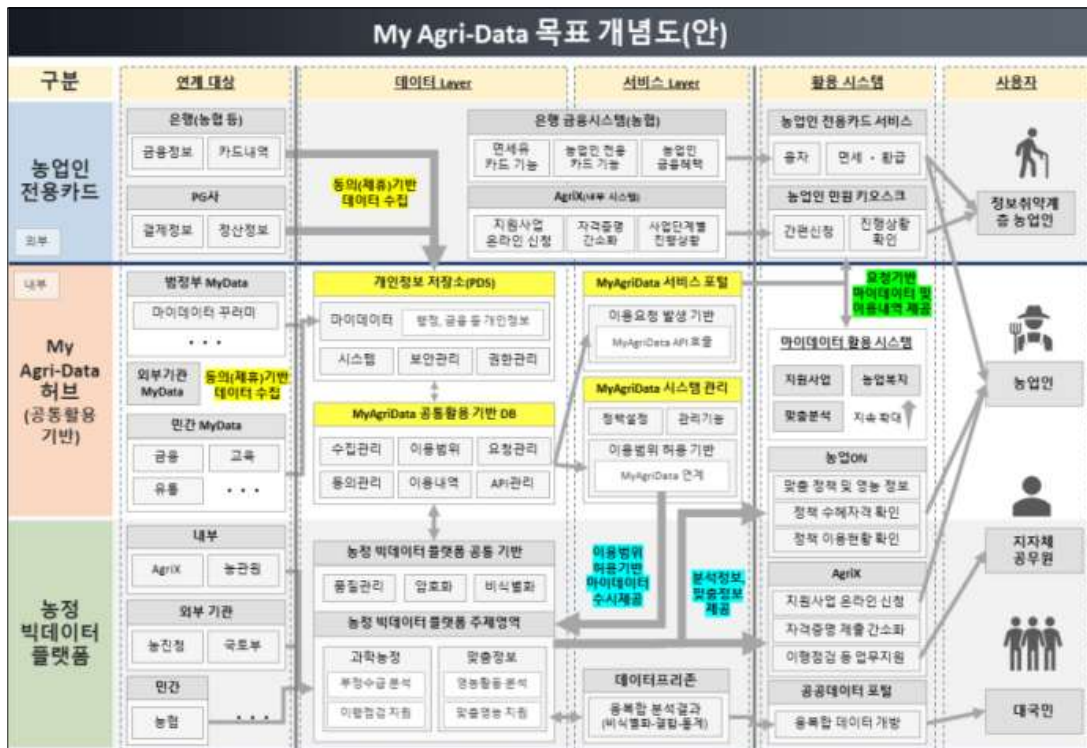 My Agri-Data 목표 개념도(안)
구분
연계 대상
데이터 Layer
서비스 Layer
활용 시스템
사용자
농업인
전용카드
외부
은행(농협 등)
금융정보
카드내역
PG사
결제정보
정산정보
동의(제휴)기반
데이터 수집
은행 금융시스템(농협)
면세유
카드 기능
농업인 전용
카드 기능
농업인
금융혜택
AgriX(내부 시스템)
지원사업
온라인 신청
자격증명
간소화
사업단계별
진행상황
농업인 전용카드 서비스
융자
면세 · 환급
농업인 민원 키오스크
간편신청
진행상황
확인
정보취약계
층 농업인
내부
My
Agri-Data
허브
(공통활용
기반)
범정부 MyData
마이데이터 꾸러미
• • •
외부기관
MyData
동의(제휴)기반
데이터 수집
민간 MyData
금융
교육
유통
• • •
개인정보 저장소(PDS)
마이데이터
행정, 금융 등 개인정보
시스템
보안관리
권한관리
MyAgriData 공통활용 기반 DB
수집관리
이용범위
요청관리
동의관리
이용내역
API관리
MyAgriData 서비스 포털
이용요청 발생 기반
MyAgriData API 호출
MyAgriData 시스템 관리
정책설정
관리기능
이용범위 허용 기반
MyAgriData 연계
요청기반
마이데이터 및
이용내역 제공
마이데이터 활용 시스템
지원사업
농업복지
맞춤분석
지속 확대
농업ON
맞춤 정책 및 영농 정보
정책 수혜자격 확인
정책 이용현황 확인
농업인
농정
빅데이터
플랫폼
내부
AgriX
농관원
외부 기관
농진청
국토부
민간
농협
• • •
농정 빅데이터 플랫폼 공통 기반
품질관리
암호화
비식별화
농정 빅데이터 플랫폼 주제영역
과학농정
부정수급 분석
이행점검 지원
맞춤정보
영농활동 분석
맞춤영농 지원
이용범위
허용기반
마이데이터
수시제공
분석정보,
맞춤정보
제공
데이터프리존
융복합 분석결과
(비식별화-결합-통계)
AgriX
지원사업 온라인 신청
자격증명 제출 간소화
이행점검 등 업무지원
공공데이터 포털
융복합 데이터 개방
지자체
공무원
대국민